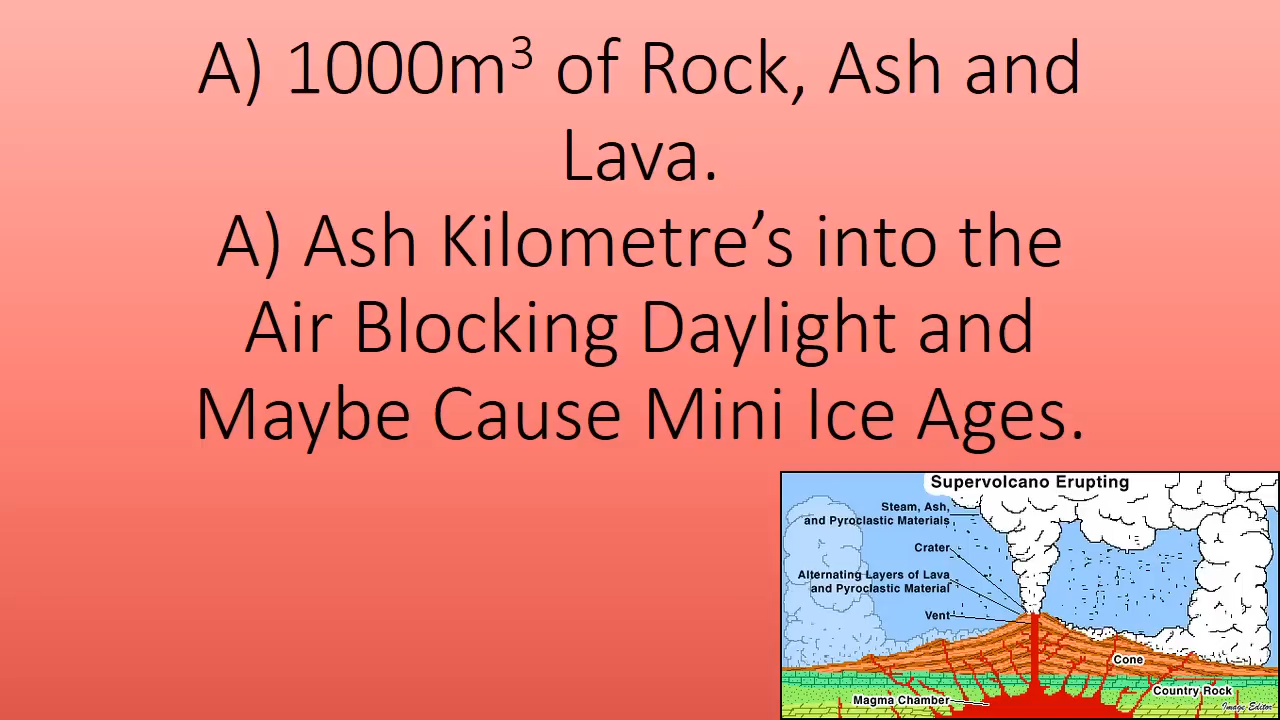 A) 1000m³ of Rock, Ash and
Lava.
A) Ash Kilometre’s into the
Air Blocking Daylight and
Maybe Cause Mini Ice Ages.
Supervolcano Erupting
Steam, Ash,
and Pyroclastic Materials
Crater
Alternating Layers of Lava
and Pyroclastic Material
Vent
Cone
Country Rock
Magma Chamber
Image Editor